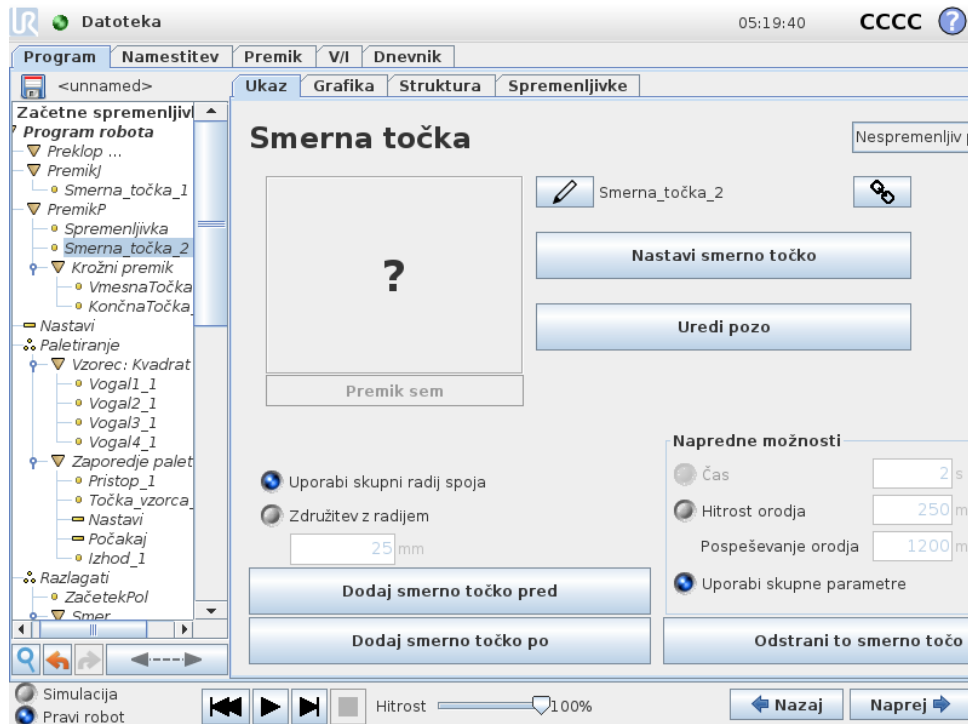 UR Datoteka 05:19:40 CCCC ?
Program Namestitev Premik V/I Dnevnik
<unnamed>
Ukaz Grafika Struktura Spremenljivke
Začetne spremenljivl
Program robota
Preklop ...
PremikJ
Smerna_točka_1
PremikP
Spremenljivka
Smerna_točka_2
Krožni premik
VmesnaTočka
KončnaTočka_
Nastavi
Paletiranje
Vzorec: Kvadrat
Vogal1_1
Vogal2_1
Vogal3_1
Vogal4_1
Zaporedje palet
Pristop_1
Točka_vzorca_
Nastavi
Počakaj
Izhod_1
Razlagati
ZačetekPol
Smer
Smerna točka
Nespremenljiv p
?
Smerna_točka_2
Nastavi smerno točko
Uredi pozo
Premik sem
Uporabi skupni radij spoja
Združitev z radijem
25 mm
Napredne možnosti
Čas 2 s
Hitrost orodja 250 m
Pospeševanje orodja 1200 m
Uporabi skupne parametre
Dodaj smerno točko pred
Dodaj smerno točko po
Odstrani to smerno točo
Simulacija
Pravi robot
Hitrost 100%
Nazaj Naprej